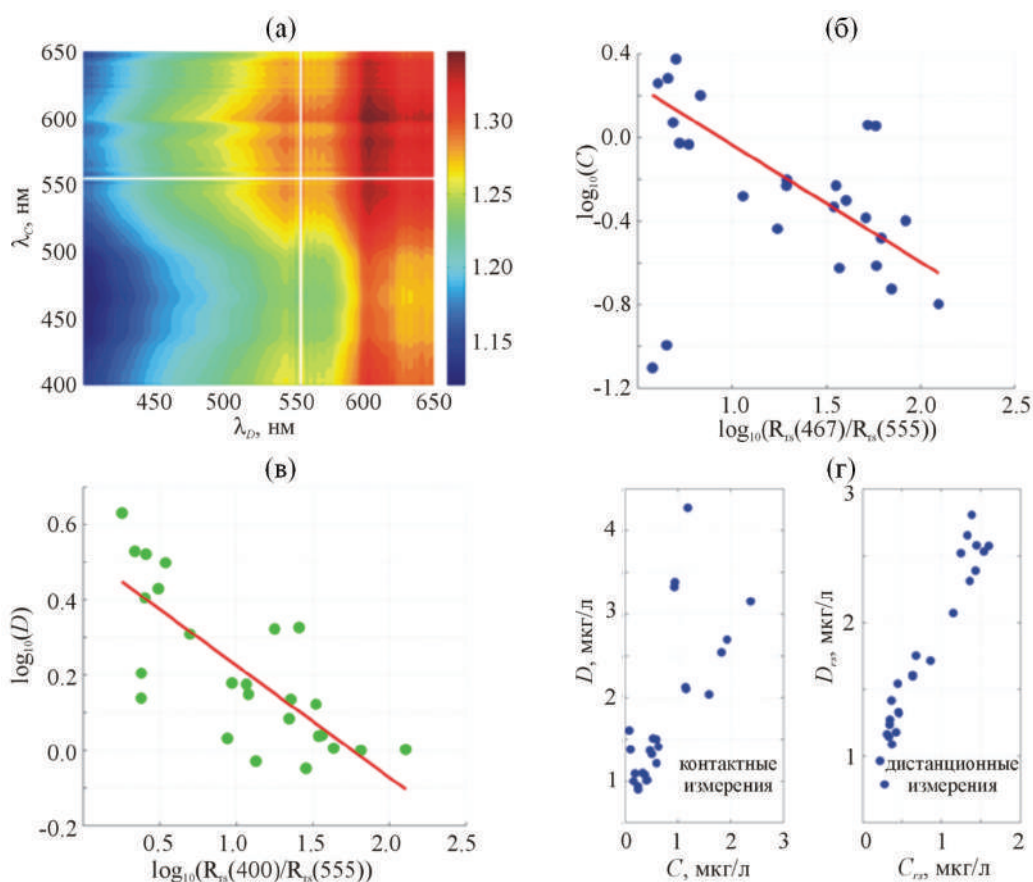 (а)
650
600
550
500
450
400
λC, нм
450 500 550 600 650
λD, нм
1.30
1.25
1.20
1.15
(б)
0.4
0.0
-0.4
-0.8
-1.2
log10(C)
1.0 1.5 2.0
log10(Rrs(467)/Rrs(555))
(в)
0.6
0.4
0.2
0.0
-0.2
log10(D)
0.5 1.0 1.5 2.0 2.5
log10(Rrs(400)/Rrs(555))
(г)
4
3
2
1
D, мкг/л
контактные
измерения
0 1 2 3
C, мкг/л
3
2
1
Drs, мкг/л
дистанционные
измерения
0 1 2
Crs, мкг/л